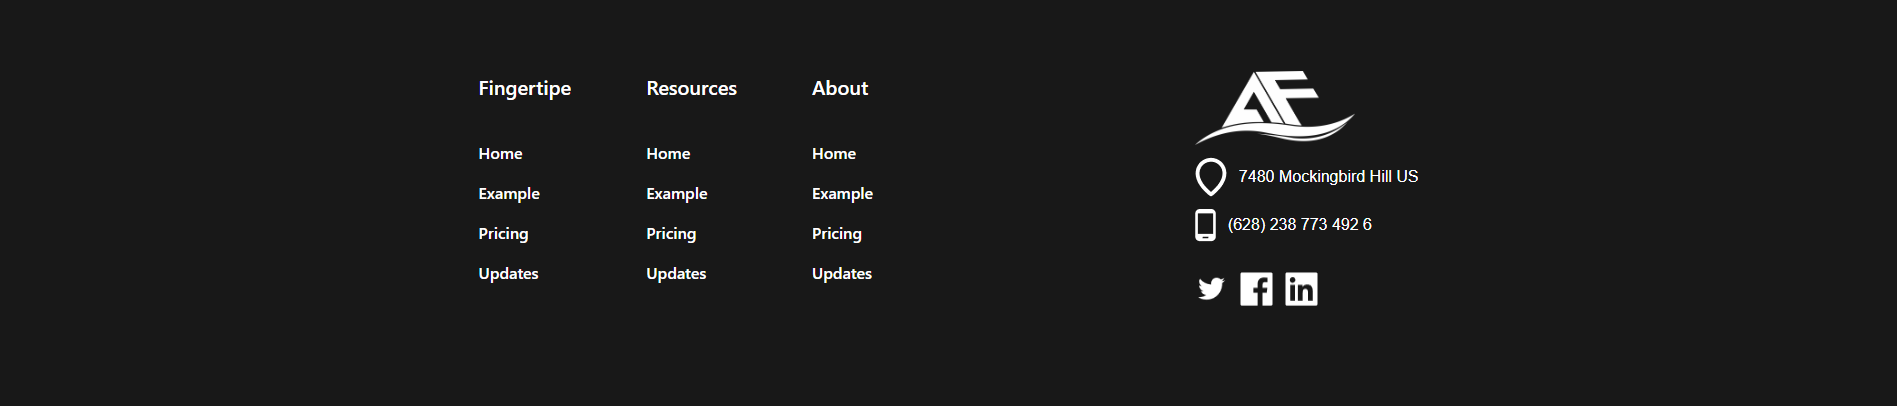 Fingertipe
Home
Example
Pricing
Updates
Resources
Home
Example
Pricing
Updates
About
Home
Example
Pricing
Updates
AF
7480 Mockingbird Hill US
(628) 238 773 492 6